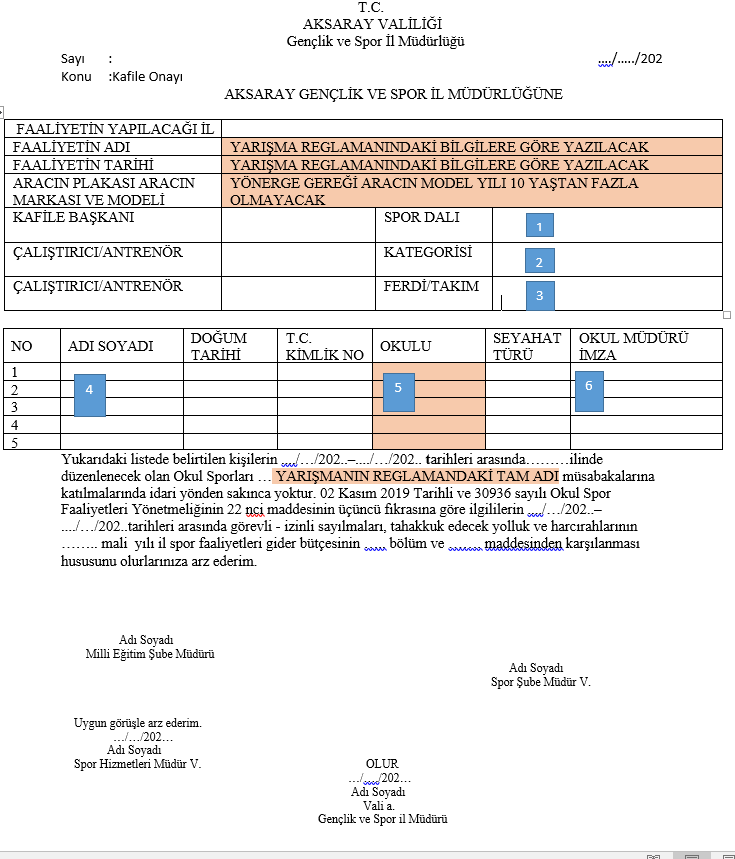 T.C.
AKSARAY VALİLİĞİ
Gençlik ve Spor İl Müdürlüğü
Sayı : ..../...../202
Konu :Kafile Onayı
AKSARAY GENÇLİK VE SPOR İL MÜDÜRLÜĞÜNE
FAALİYETİN YAPILACAĞI İL
FAALİYETİN ADI YARIŞMA REGLAMANINDAKİ BİLGİLERE GÖRE YAZILACAK
FAALİYETİN TARİHİ YARIŞMA REGLAMANINDAKİ BİLGİLERE GÖRE YAZILACAK
ARACIN PLAKASI ARACIN MARKASI VE MODELİ YÖNERGE GEREĞİ ARACIN MODEL YILI 10 YAŞTAN FAZLA OLMAYACAK
KAFİLE BAŞKANI SPOR DALI 1
ÇALIŞTIRICI/ANTRENÖR KATEGORİSİ 2
ÇALIŞTIRICI/ANTRENÖR FERDİ/TAKIM 3
NO ADI SOYADI DOĞUM TARİHİ T.C. KİMLİK NO OKULU SEYAHAT TÜRÜ OKUL MÜDÜRÜ İMZA
1
2 4 5 6
3
4
5
Yukarıdaki listede belirtilen kişilerin .../.../202..–..../.../202.. tarihleri arasında………ilinde
düzenlenecek olan Okul Sporları … YARIŞMANIN REGLAMANDAKİ TAM ADI müsabakalarına
katılmalarında idari yönden sakınca yoktur. 02 Kasım 2019 Tarihli ve 30936 sayılı Okul Spor
Faaliyetleri Yönetmeliğinin 22 nçi maddesinin üçüncü fıkrasına göre ilgililerin .../.../202..–
..../.../202..tarihleri arasında görevli - izinli sayılmaları, tahakkuk edecek yolluk ve harcırahlarının
…….. mali yılı il spor faaliyetleri gider bütçesinin ..... bölüm ve ........ maddesinden karşılanması
hususunu olurlarınıza arz ederim.
Adı Soyadı
Milli Eğitim Şube Müdürü
Adı Soyadı
Spor Şube Müdür V.
Uygun görüşle arz ederim.
…/…/202…
Adı Soyadı
Spor Hizmetleri Müdür V.
OLUR
…/..../202…
Adı Soyadı
Vali a.
Gençlik ve Spor il Müdürü